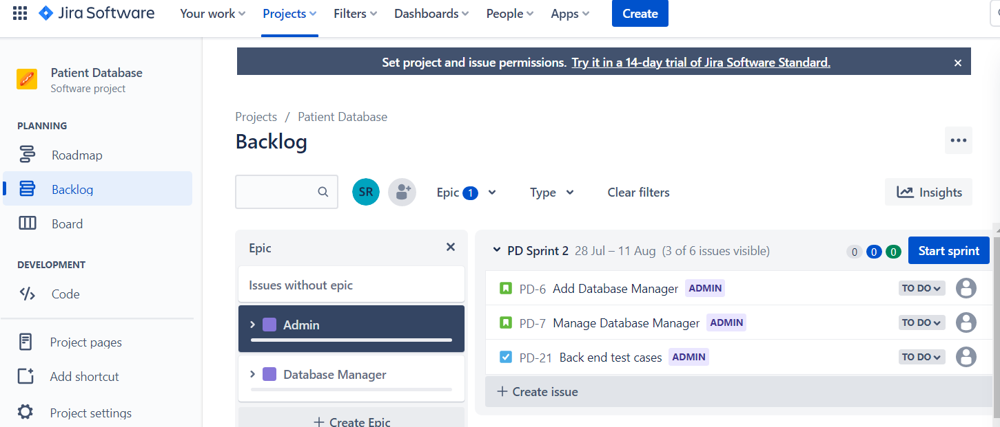 Jira Software Your work Projects Filters Dashboards People Apps Create
Set project and issue permissions. Try it in a 14-day trial of Jira Software Standard.
Patient Database
Software project
PLANNING
Roadmap
Backlog
Board
DEVELOPMENT
Code
Project pages
Add shortcut
Project settings
Projects / Patient Database
Backlog
SR Epic 1 Type Clear filters Insights
Epic
Issues without epic
Admin
Database Manager
+ Create Epic
PD Sprint 2 28 Jul – 11 Aug (3 of 6 issues visible) 0 0 0 Start sprint
PD-6 Add Database Manager ADMIN TO DO
PD-7 Manage Database Manager ADMIN TO DO
PD-21 Back end test cases ADMIN TO DO
+ Create issue